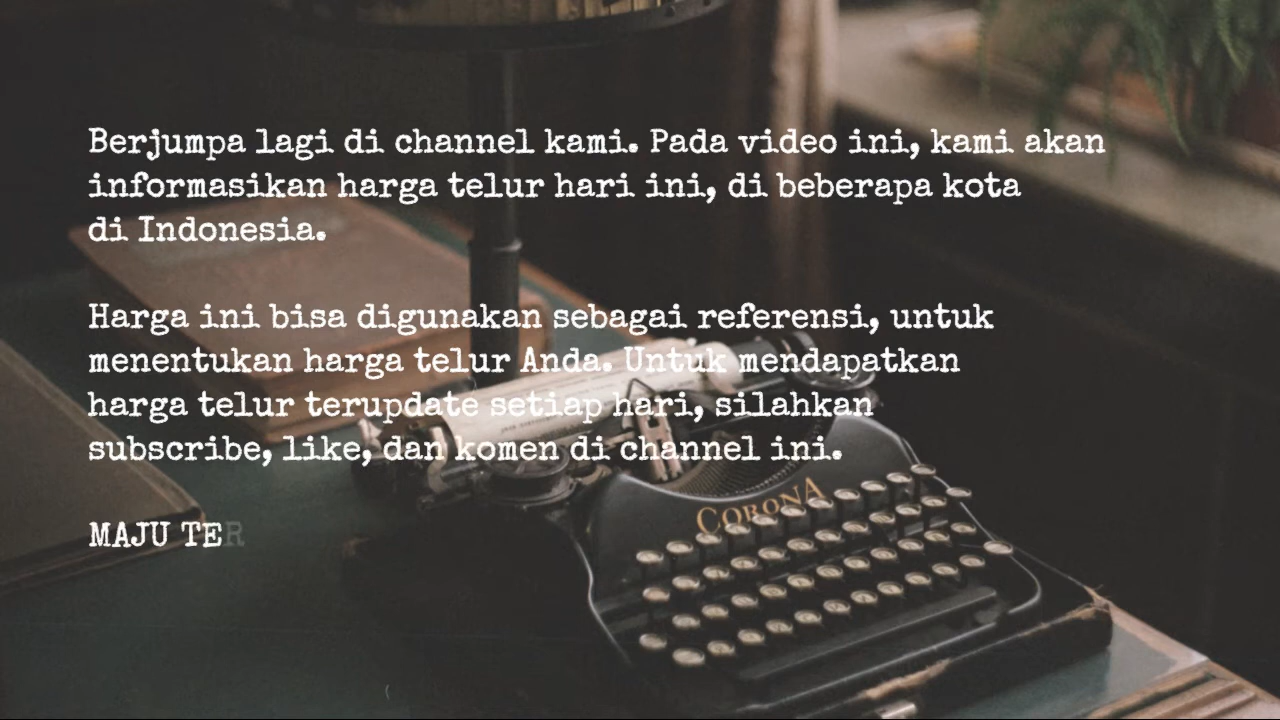 Berjumpa lagi di channel kami. Pada video ini, kami akan
informasikan harga telur hari ini, di beberapa kota
di Indonesia.
Harga ini bisa digunakan sebagai referensi, untuk
menentukan harga telur Anda. Untuk mendapatkan
harga telur terupdate setiap hari, silahkan
subscribe, like, dan komen di channel ini.
MAJU TER
CORONA